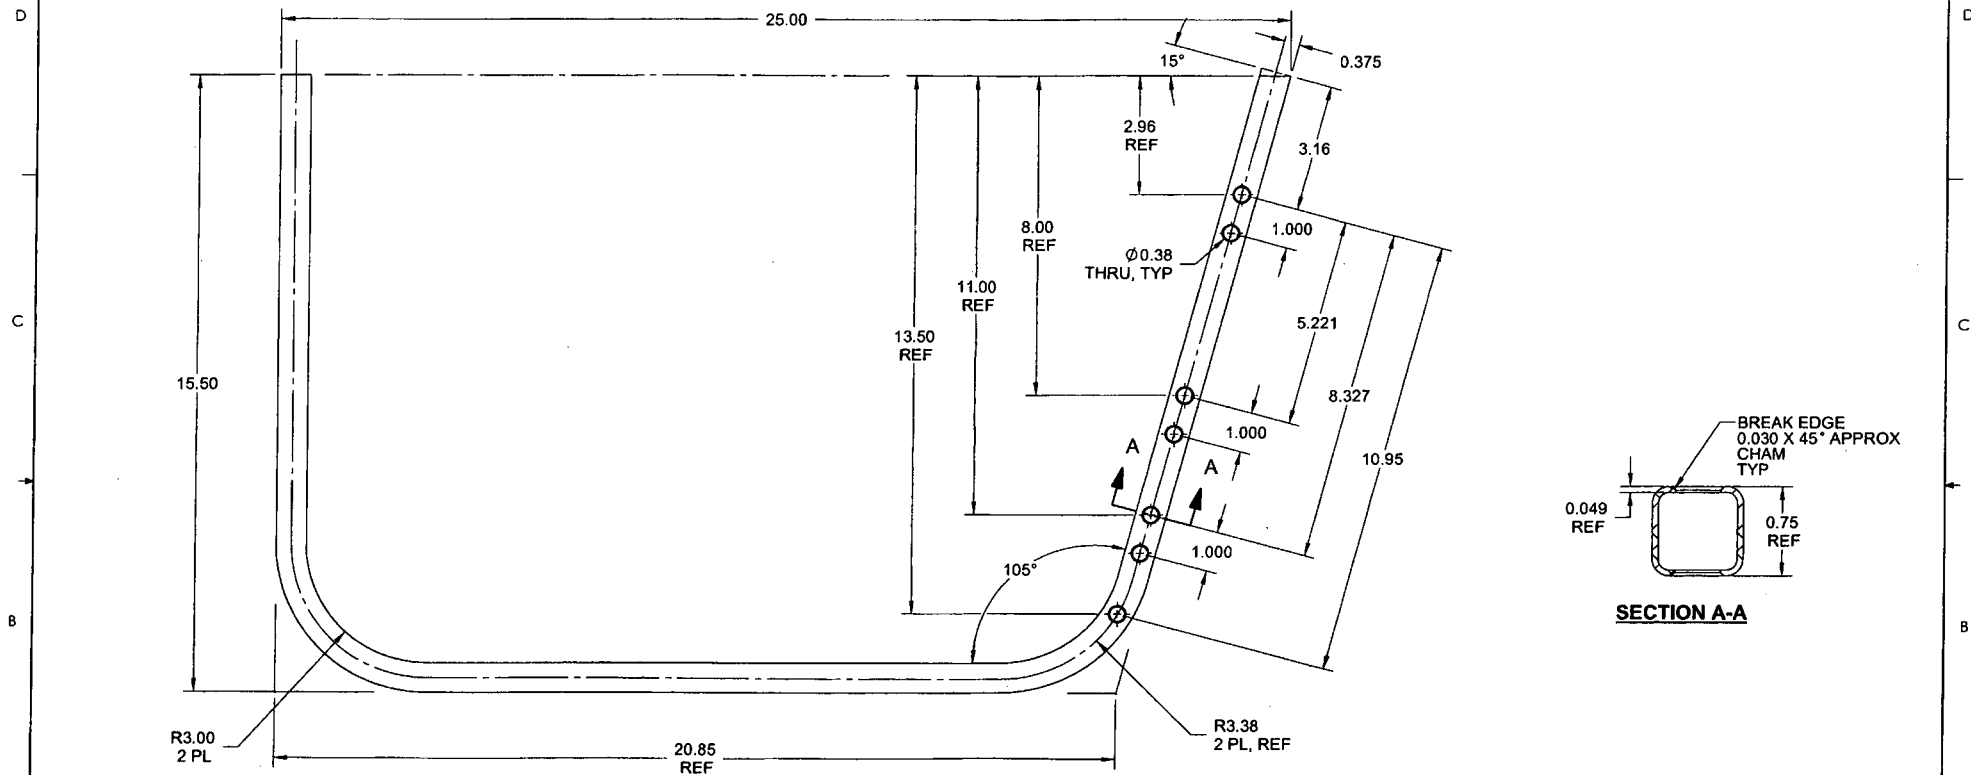 D
D
25.00
15°
0.375
2.96
REF
3.16
8.00
REF
1.000
Ø0.38
THRU, TYP
11.00
REF
C
C
5.221
13.50
REF
15.50
8.327
1.000
BREAK EDGE
0.030 X 45° APPROX
CHAM
TYP
A
A
10.95
0.049
REF
0.75
REF
1.000
105°
SECTION A-A
B
B
R3.00
2 PL
R3.38
2 PL, REF
20.85
REF